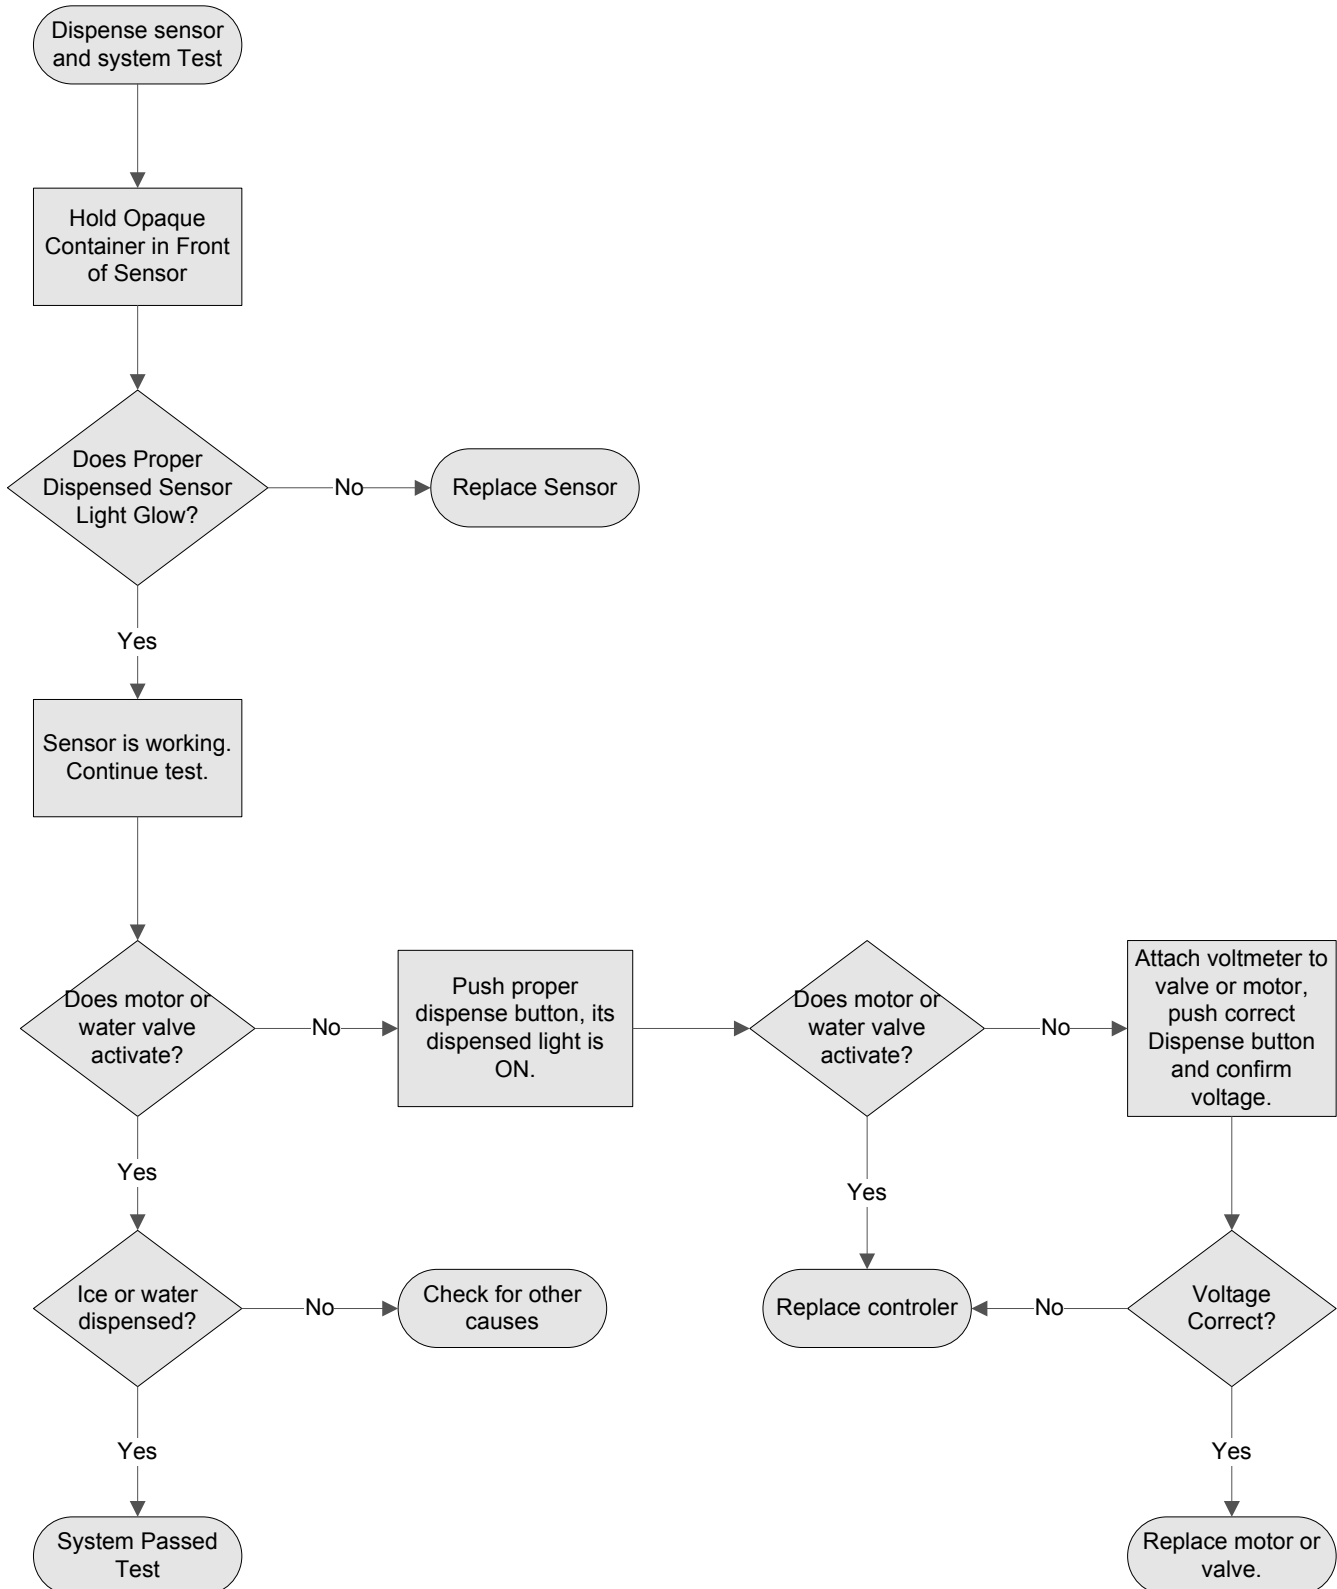 Dispense sensor
and system Test
Hold Opaque
Container in Front
of Sensor
Does Proper
Dispensed Sensor
Light Glow?
No
Replace Sensor
Yes
Sensor is working.
Continue test.
Does motor or
water valve
activate?
No
Push proper
dispense button, its
dispensed light is
ON.
Does motor or
water valve
activate?
No
Attach voltmeter to
valve or motor,
push correct
Dispense button
and confirm
voltage.
Yes
Yes
Ice or water
dispensed?
No
Check for other
causes
Replace controler
No
Voltage
Correct?
Yes
Yes
System Passed
Test
Replace motor or
valve.